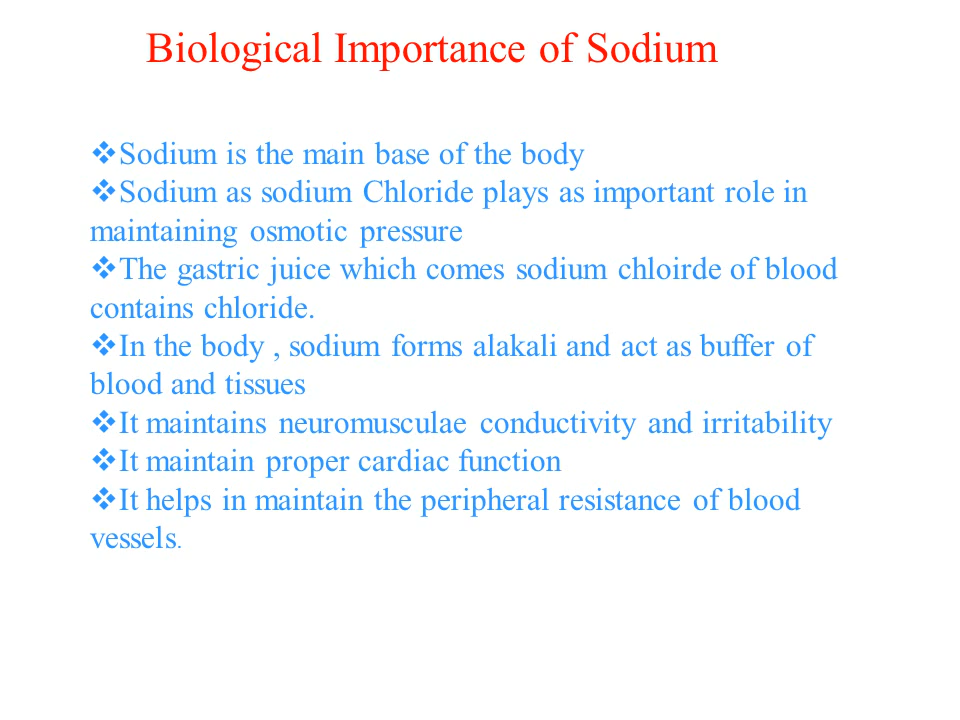 Biological Importance of Sodium
❖Sodium is the main base of the body
❖Sodium as sodium Chloride plays as important role in
maintaining osmotic pressure
❖The gastric juice which comes sodium chloirde of blood
contains chloride.
❖In the body , sodium forms alakali and act as buffer of
blood and tissues
❖It maintains neuromusculae conductivity and irritability
❖It maintain proper cardiac function
❖It helps in maintain the peripheral resistance of blood
vessels.